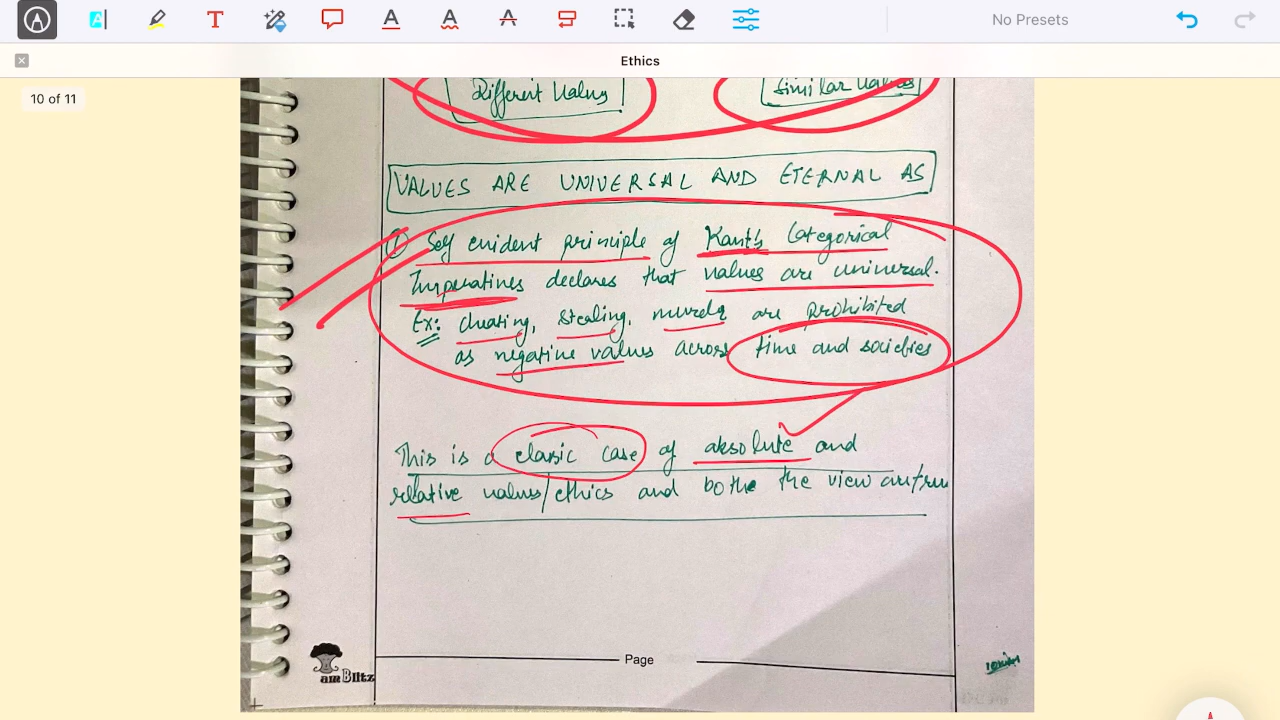 No Presets
Ethics
10 of 11
Different Values
Similar Values
VALUES ARE UNIVERSAL AND ETERNAL AS
① Self evident principle of Kant's Categorical
Imperatives declares that values are universal.
Ex: cheating, stealing, murder are prohibited
as negative values across time and societies
This is a classic case of absolute and
relative values/ethics and both the view are true
Page
amBlitz